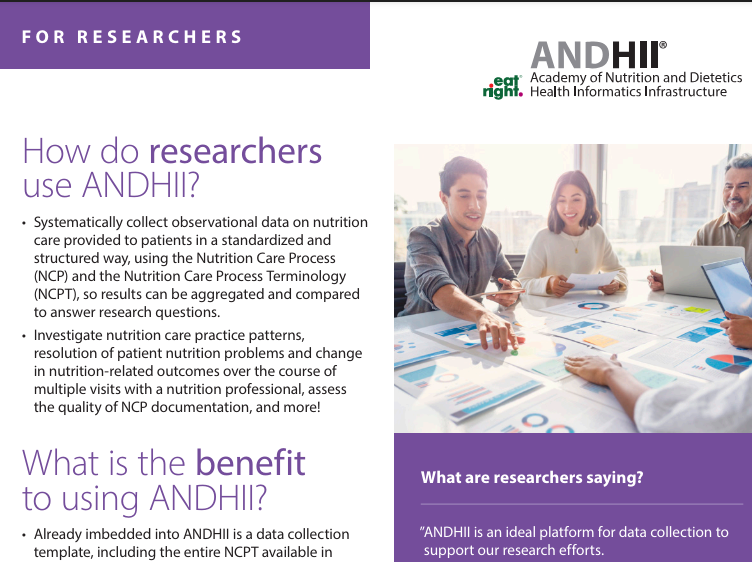 FOR RESEARCHERS
ANDHII®
eat
right.
Academy of Nutrition and Dietetics
Health Informatics Infrastructure
How do researchers
use ANDHII?
• Systematically collect observational data on nutrition
care provided to patients in a standardized and
structured way, using the Nutrition Care Process
(NCP) and the Nutrition Care Process Terminology
(NCPT), so results can be aggregated and compared
to answer research questions.
• Investigate nutrition care practice patterns,
resolution of patient nutrition problems and change
in nutrition-related outcomes over the course of
multiple visits with a nutrition professional, assess
the quality of NCP documentation, and more!
What is the benefit
to using ANDHII?
• Already imbedded into ANDHII is a data collection
template, including the entire NCPT available in
What are researchers saying?
"ANDHII is an ideal platform for data collection to
support our research efforts.